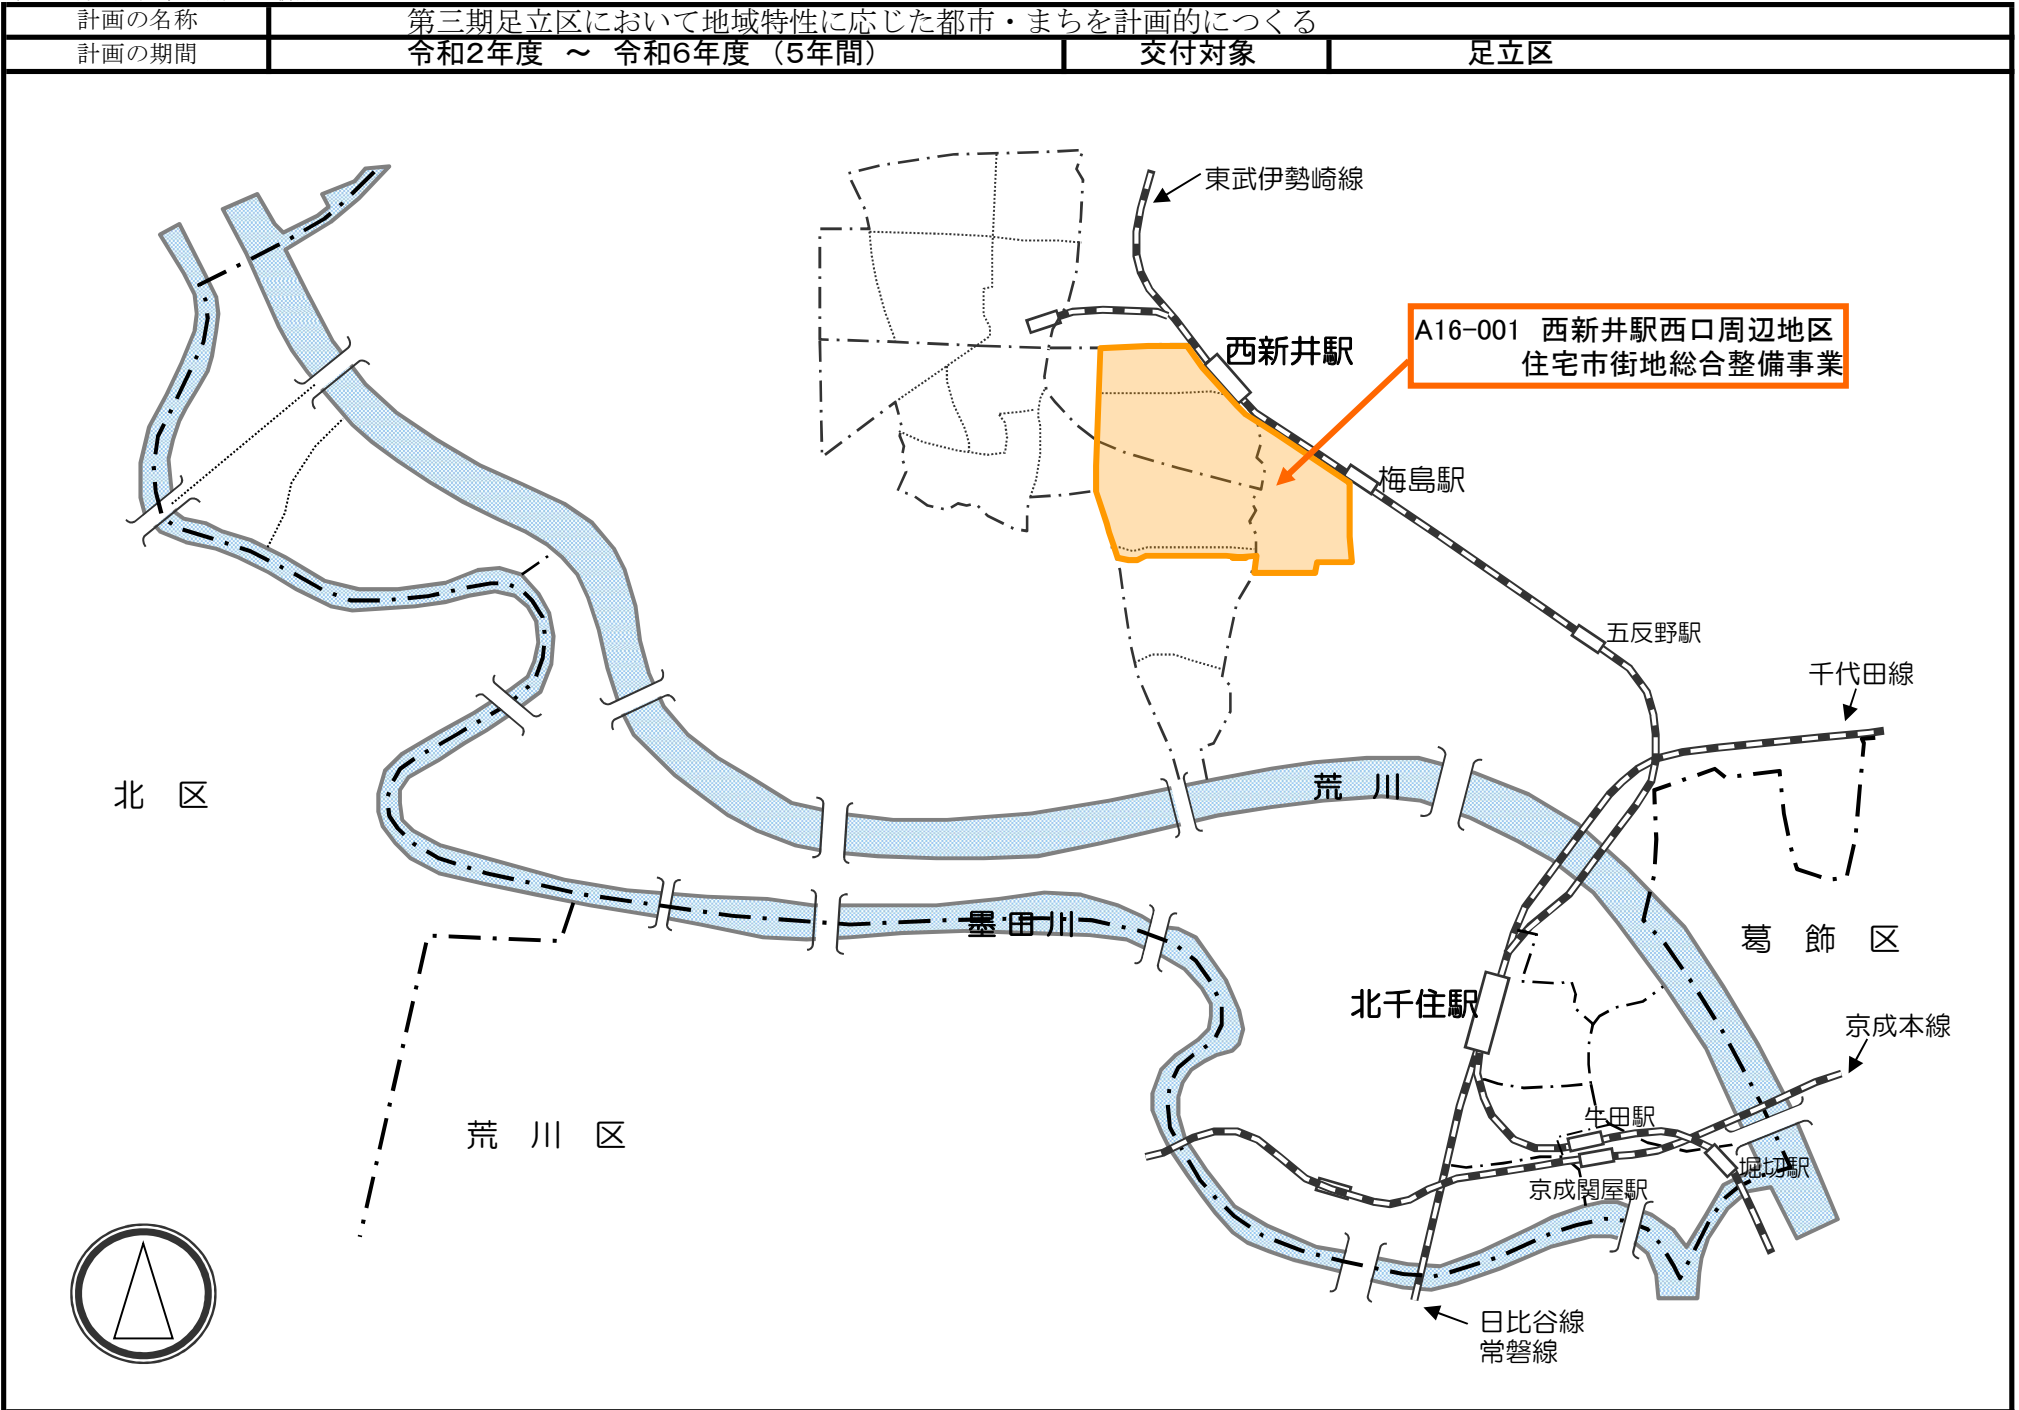 計画の名称 第三期足立区において地域特性に応じた都市・まちを計画的につくる
計画の期間 令和2年度 ～ 令和6年度（5年間） 交付対象 足立区
東武伊勢崎線
A16-001 西新井駅西口周辺地区
住宅市街地総合整備事業
西新井駅
梅島駅
五反野駅
千代田線
北 区
荒 川
墨 田 川
葛 飾 区
北千住駅
京成本線
荒 川 区
牛田駅
堀切駅
京成関屋駅
日比谷線
常磐線